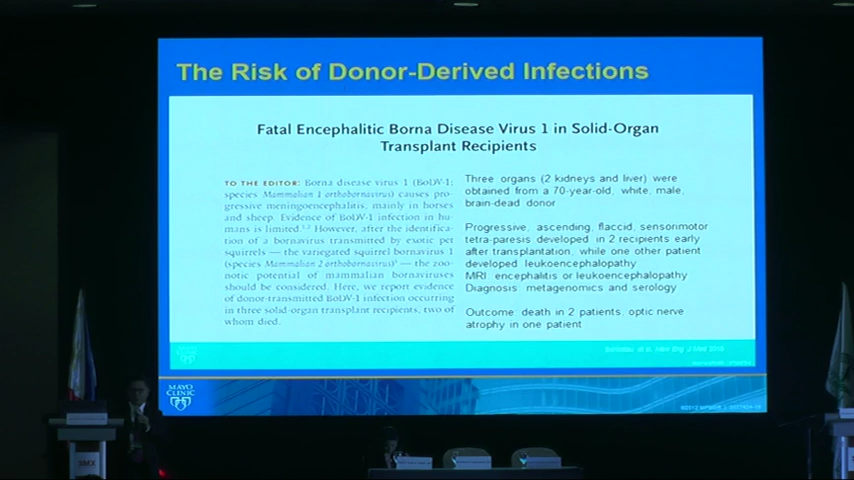 The Risk of Donor-Derived Infections
Fatal Encephalitic Borna Disease Virus 1 in Solid-Organ
Transplant Recipients
TO THE EDITOR: Borna disease virus 1 (BoDV-1;
species Mammalian 1 orthobornavirus) causes pro-
gressive meningoencephalitis, mainly in horses
and sheep. Evidence of BoDV-1 infection in hu-
mans is limited.1,2 However, after the identifica-
tion of a bornavirus transmitted by exotic pet
squirrels — the variegated squirrel bornavirus 1
(species Mammalian 2 orthobornavirus)3 — the zoo-
notic potential of mammalian bornaviruses
should be considered. Here, we report evidence
of donor-transmitted BoDV-1 infection occurring
in three solid-organ transplant recipients, two of
whom died.
Three organs (2 kidneys and liver) were
obtained from a 70-year-old, white, male,
brain-dead donor
Progressive, ascending, flaccid, sensorimotor
tetra-paresis developed in 2 recipients early
after transplantation, while one other patient
developed leukoencephalopathy
MRI: encephalitis or leukoencephalopathy
Diagnosis: metagenomics and serology
Outcome: death in 2 patients, optic nerve
atrophy in one patient
MAYO
CLINIC